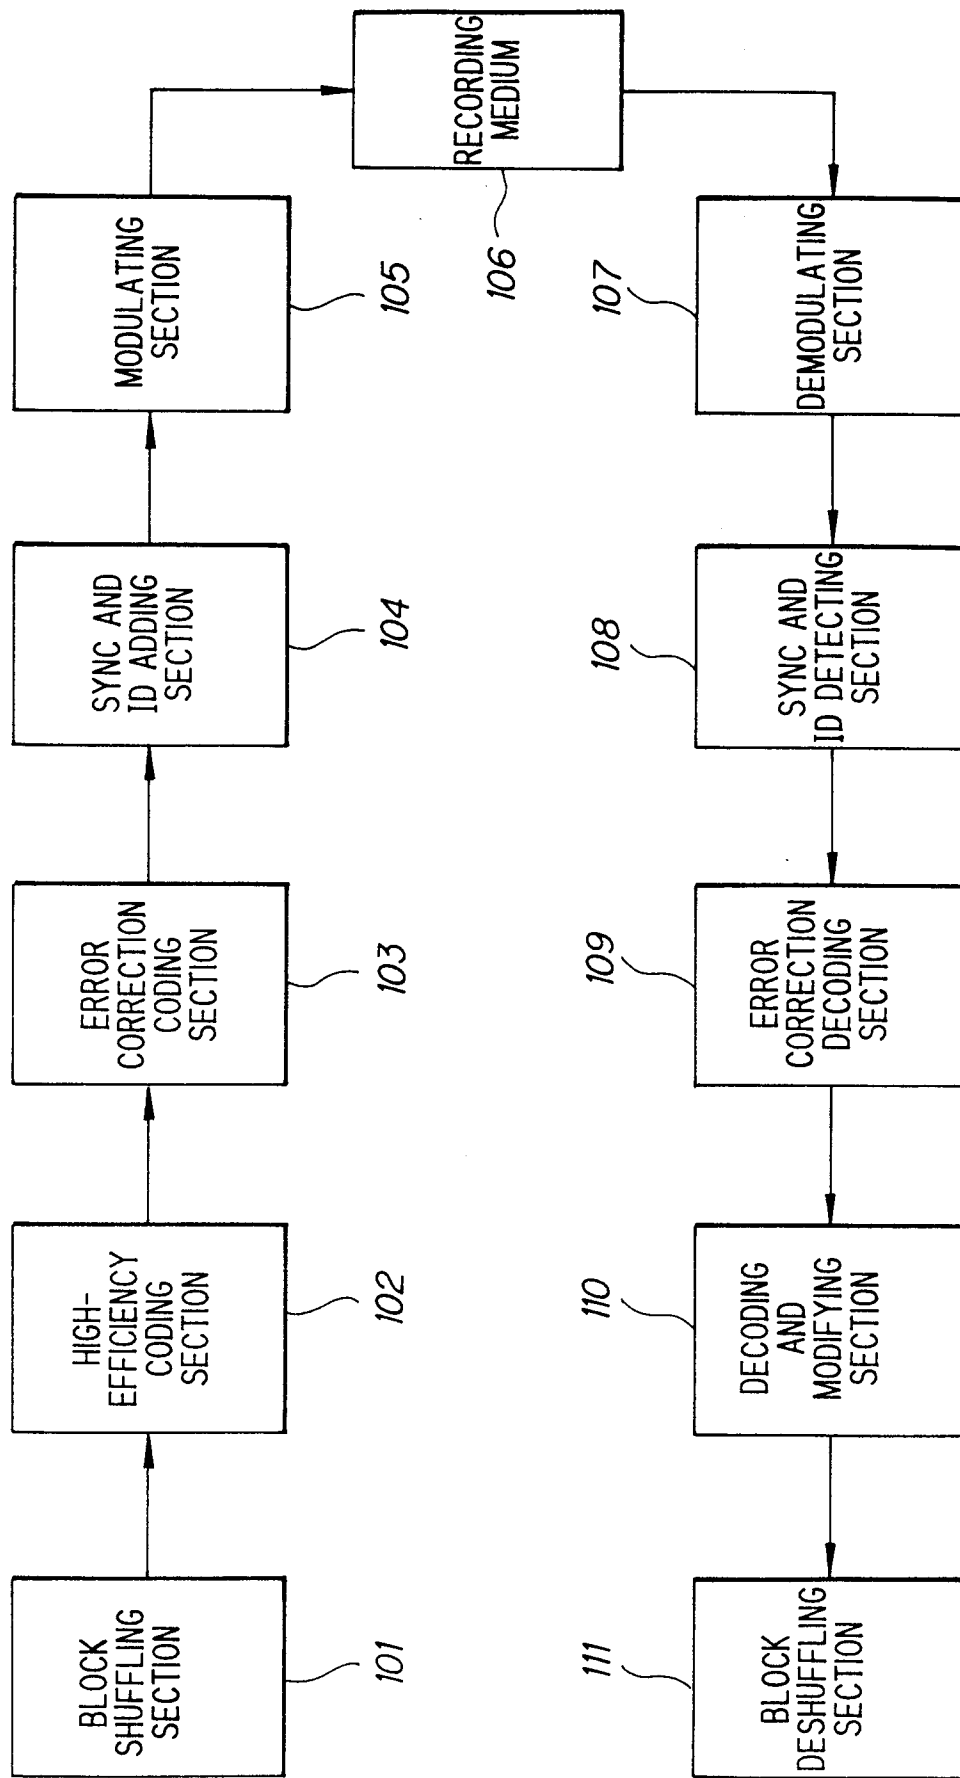 BLOCK
SHUFFLING
SECTION
101
HIGH-
EFFICIENCY
CODING
SECTION
102
ERROR
CORRECTION
CODING
SECTION
103
SYNC AND
ID ADDING
SECTION
104
MODULATING
SECTION
105
RECORDING
MEDIUM
106
DEMODULATING
SECTION
107
SYNC AND
ID DETECTING
SECTION
108
ERROR
CORRECTION
DECODING
SECTION
109
DECODING
AND
MODIFYING
SECTION
110
BLOCK
DESHUFFLING
SECTION
111